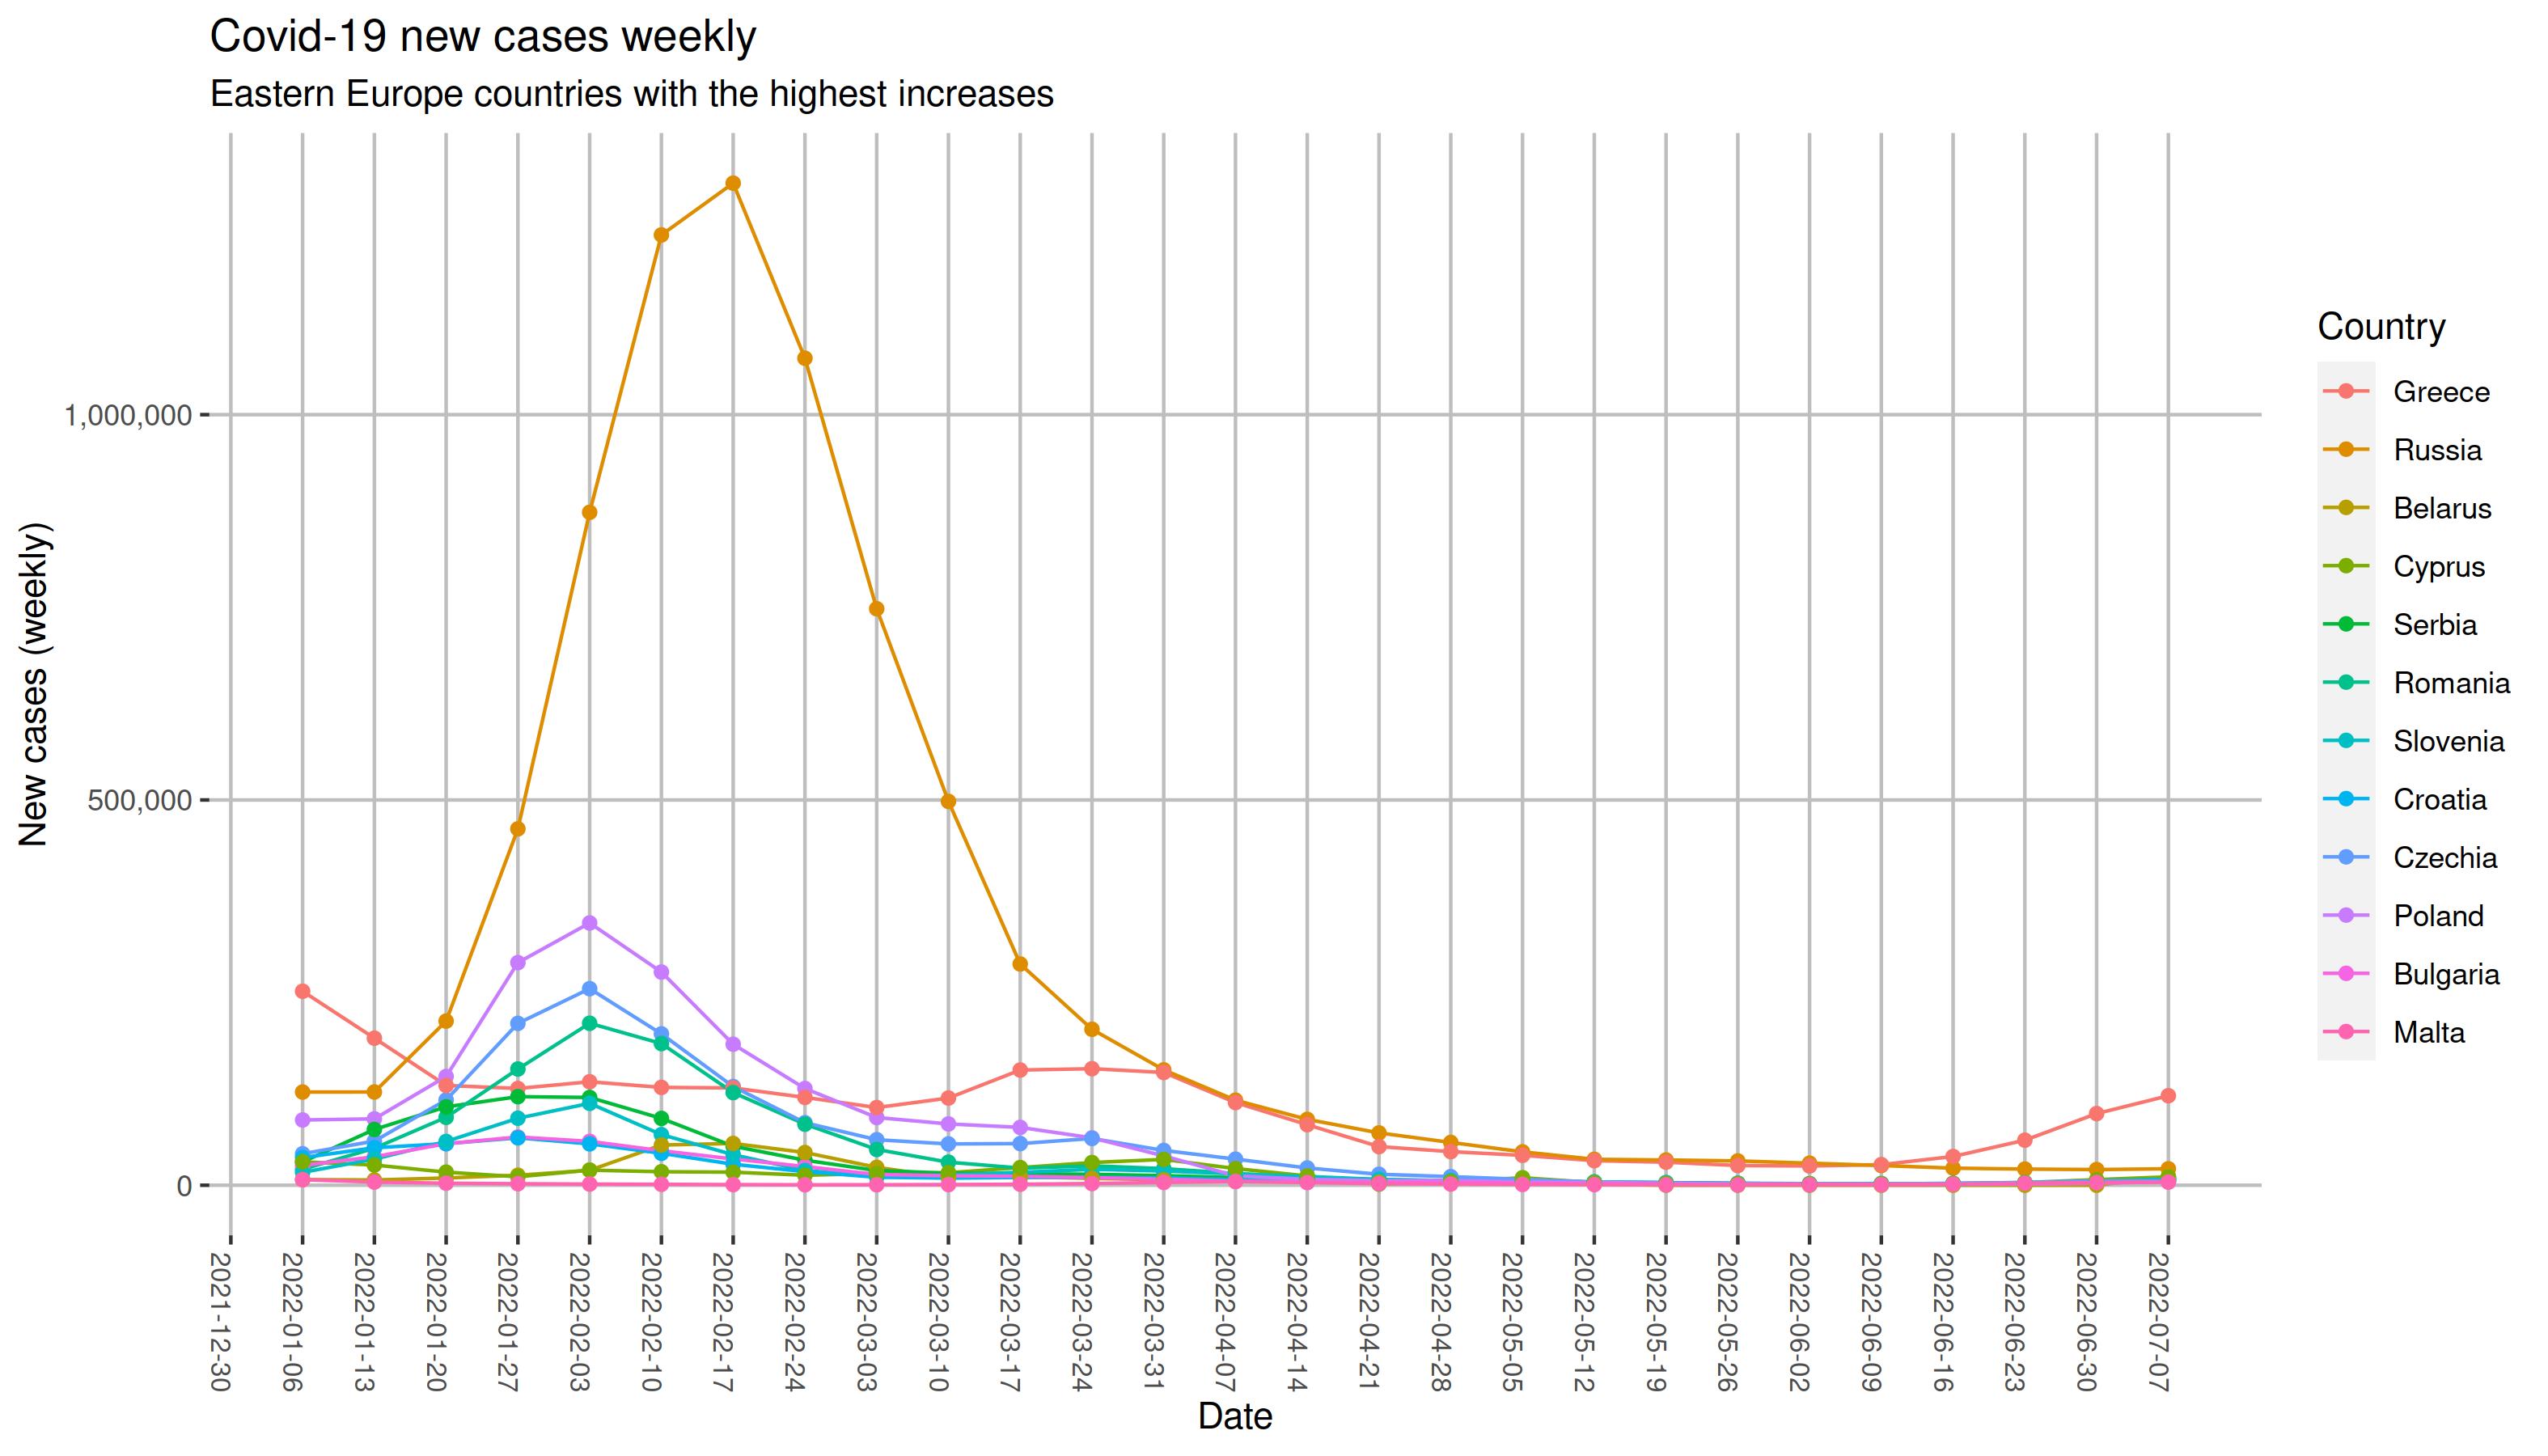 Covid-19 new cases weekly
Eastern Europe countries with the highest increases
New cases (weekly)
1,000,000
500,000
0
2021-12-30
2022-01-06
2022-01-13
2022-01-20
2022-01-27
2022-02-03
2022-02-10
2022-02-17
2022-02-24
2022-03-03
2022-03-10
2022-03-17
2022-03-24
2022-03-31
2022-04-07
2022-04-14
2022-04-21
2022-04-28
2022-05-05
2022-05-12
2022-05-19
2022-05-26
2022-06-02
2022-06-09
2022-06-16
2022-06-23
2022-06-30
2022-07-07
Date
Country
Greece
Russia
Belarus
Cyprus
Serbia
Romania
Slovenia
Croatia
Czechia
Poland
Bulgaria
Malta